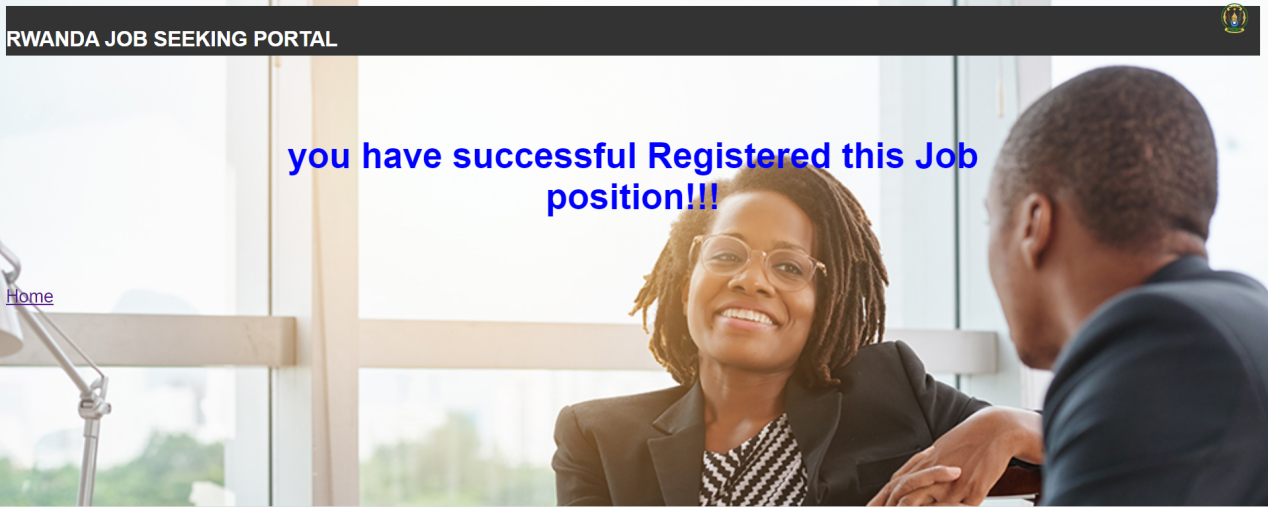 RWANDA JOB SEEKING PORTAL
you have successful Registered this Job
position!!!
Home